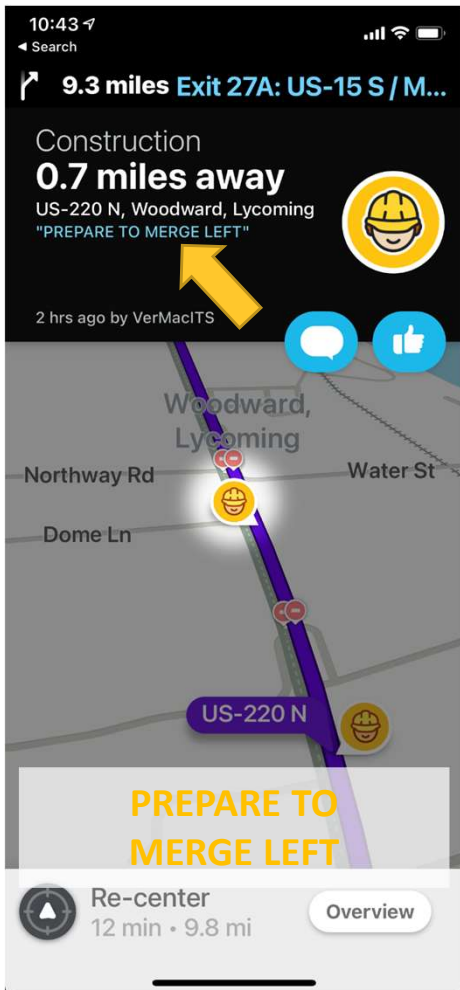 10:43
◀ Search
9.3 miles Exit 27A: US-15 S / M...
Construction
0.7 miles away
US-220 N, Woodward, Lycoming
"PREPARE TO MERGE LEFT"
2 hrs ago by VerMacITS
Woodward,
Lycoming
Northway Rd
Water St
Dome Ln
US-220 N
PREPARE TO
MERGE LEFT
Re-center
12 min • 9.8 mi
Overview